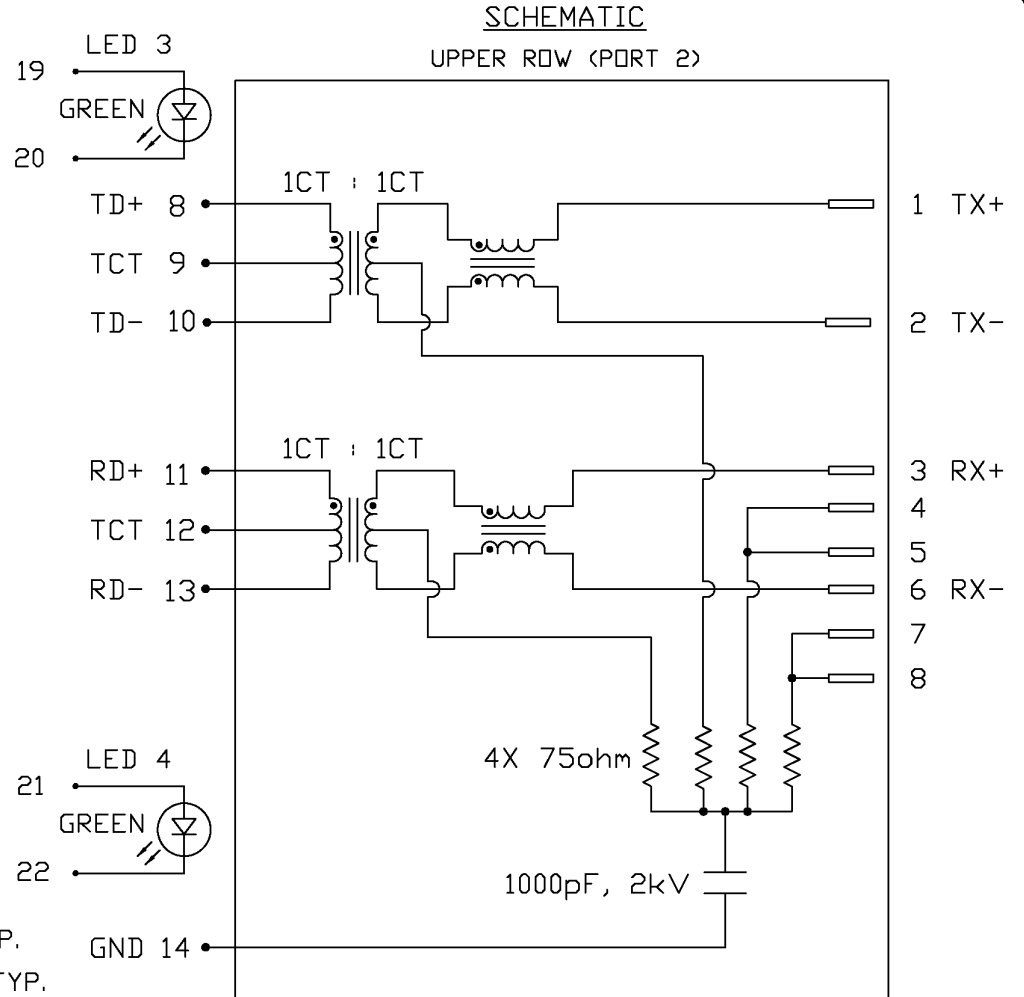 SCHEMATIC
UPPER ROW (PORT 2)
LED 3
19
GREEN
20
1CT : 1CT
TD+ 8
1 TX+
TCT 9
TD- 10
2 TX-
1CT : 1CT
RD+ 11
3 RX+
4
TCT 12
5
RD- 13
6 RX-
7
8
LED 4
4X 75ohm
21
GREEN
22
1000pF, 2kV
P.
GND 14
TYP.